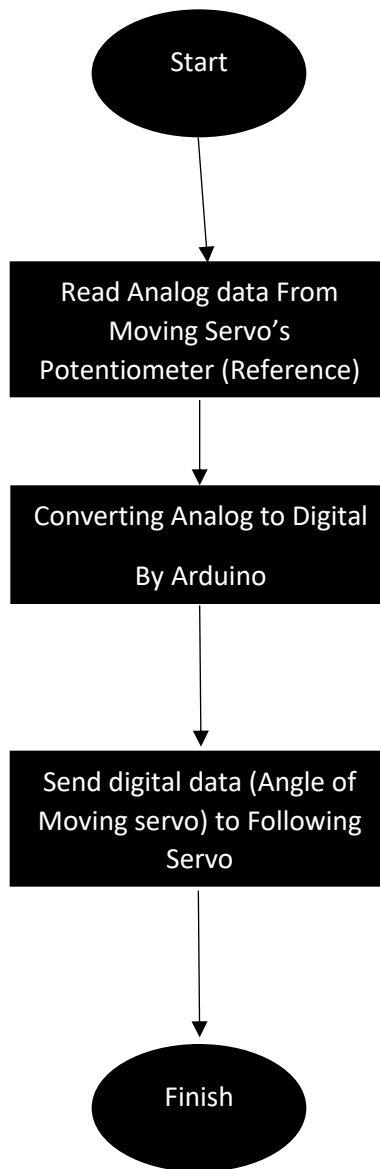 Start
Read Analog data From
Moving Servo’s
Potentiometer (Reference)
Converting Analog to Digital
By Arduino
Send digital data (Angle of
Moving servo) to Following
Servo
Finish